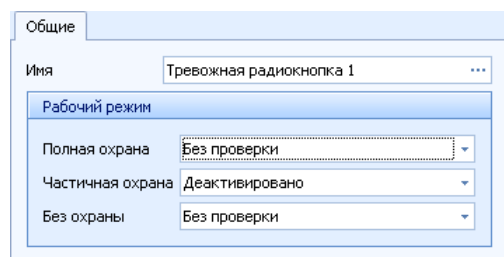 Общие
Имя Тревожная радиокнопка 1 ...
Рабочий режим
Полная охрана Без проверки
Частичная охрана Деактивировано
Без охраны Без проверки